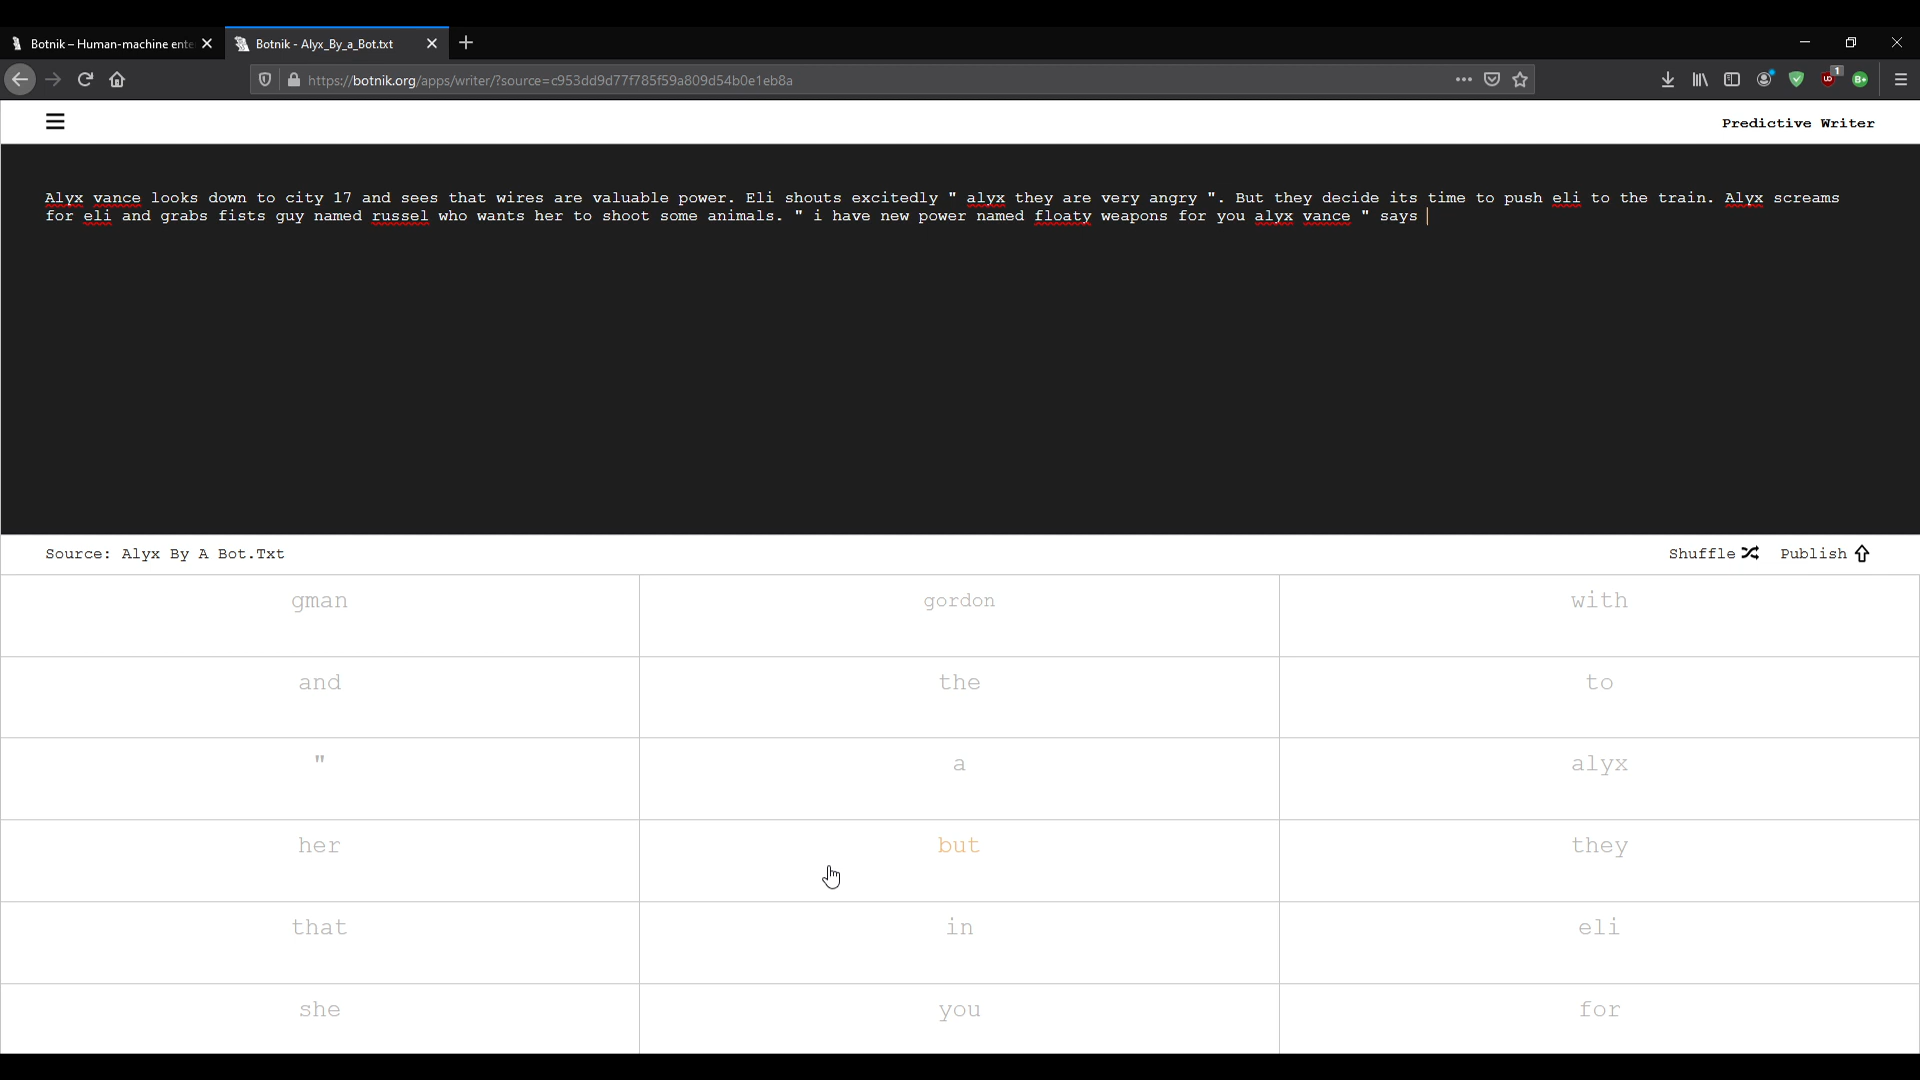 Botnik – Human-machine ente
Botnik - Alyx_By_a_Bot.txt
https://botnik.org/apps/writer/?source=c953dd9d77f785f59a809d54b0e1eb8a
1
UD
B+
Predictive Writer
Alyx vance looks down to city 17 and sees that wires are valuable power. Eli shouts excitedly " alyx they are very angry ". But they decide its time to push eli to the train. Alyx screams
for eli and grabs fists guy named russel who wants her to shoot some animals. " i have new power named floaty weapons for you alyx vance " says
Source: Alyx By A Bot.Txt
Shuffle Publish
gman gordon with
and the to
" a alyx
her but they
that in eli
she you for